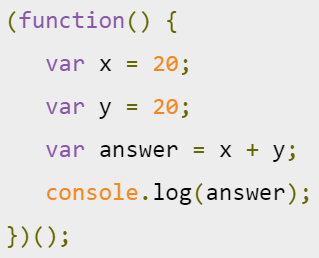 (function() {
   var x = 20;
   var y = 20;
   var answer = x + y;
   console.log(answer);
})();